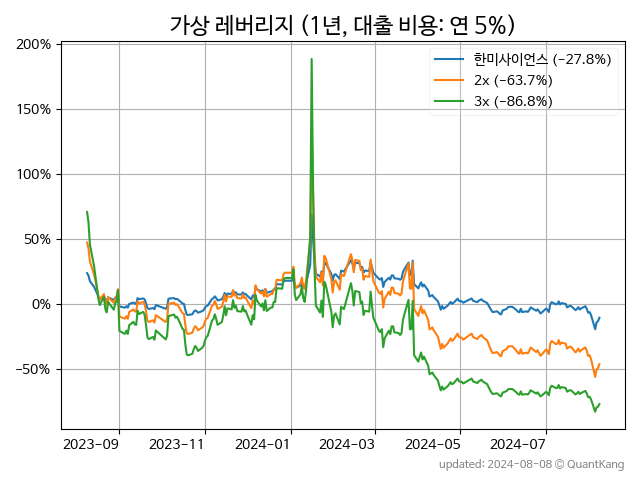 가상 레버리지 (1년, 대출 비용: 연 5%)
200%
150%
100%
50%
0%
−50%
한미사이언스 (−27.8%)
2x (−63.7%)
3x (−86.8%)
2023-09
2023-11
2024-01
2024-03
2024-05
2024-07
updated: 2024-08-08 © QuantKang